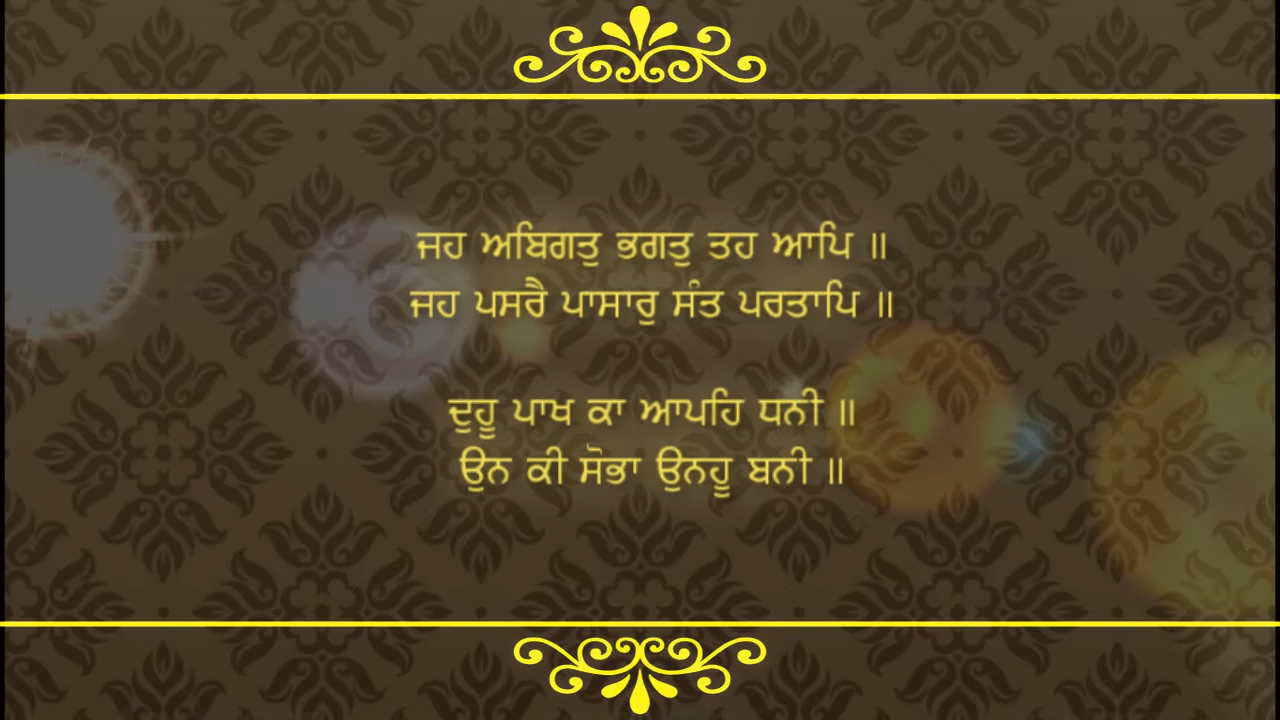 ਜਹ ਅਬਿਗਤੁ ਭਗਤੁ ਤਹ ਆਪਿ ॥
ਜਹ ਪਸਰੈ ਪਾਸਾਰੁ ਸੰਤ ਪਰਤਾਪਿ ॥
ਦੁਹੂ ਪਾਖ ਕਾ ਆਪਹਿ ਧਨੀ ॥
ਉਨ ਕੀ ਸੋਭਾ ਉਨਹੂ ਬਨੀ ॥